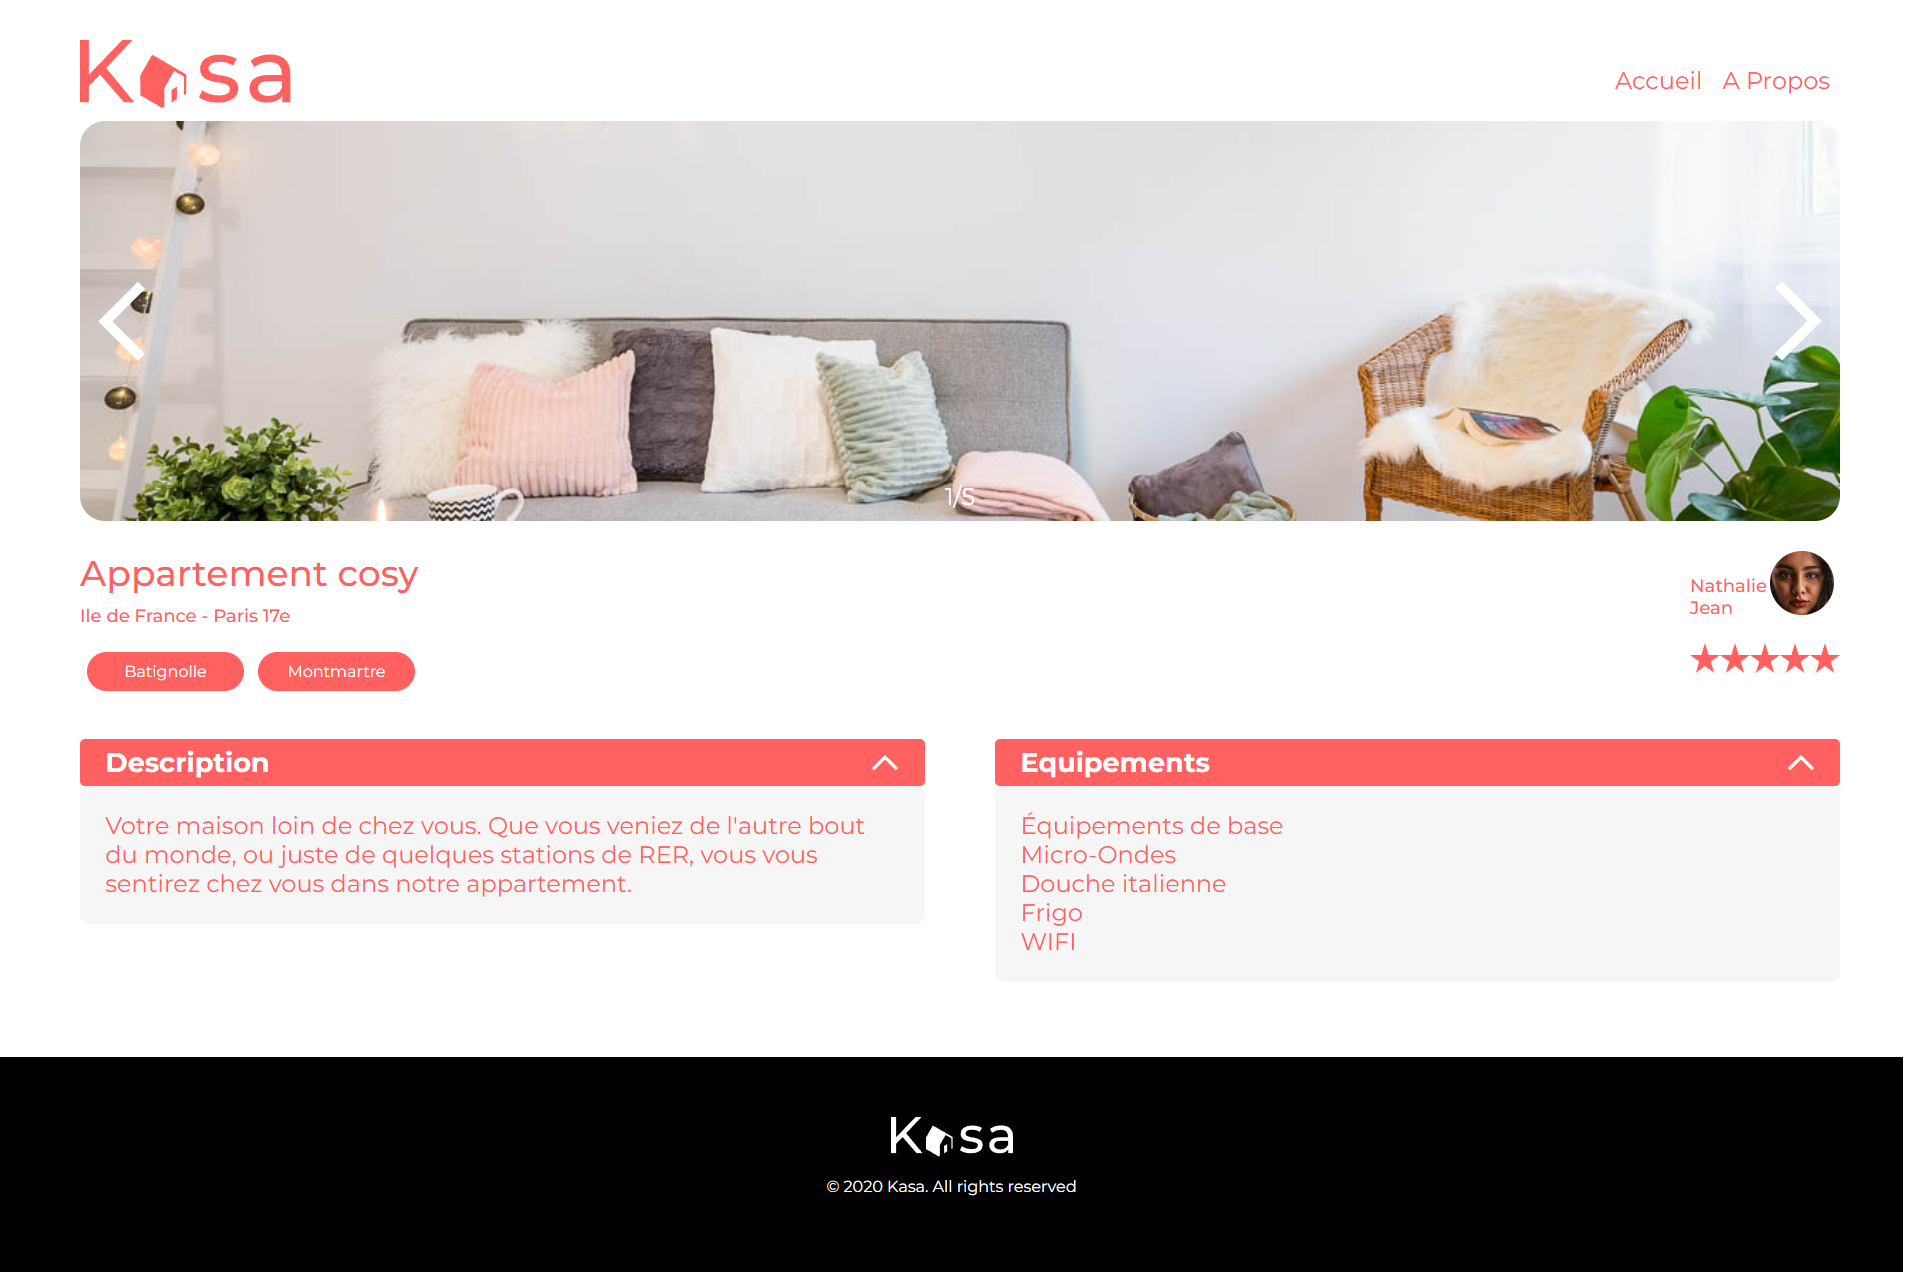 Kasa
Accueil A Propos
1/5
Appartement cosy
Ile de France - Paris 17e
Nathalie
Jean
Batignolle Montmartre
Description
Votre maison loin de chez vous. Que vous veniez de l'autre bout
du monde, ou juste de quelques stations de RER, vous vous
sentirez chez vous dans notre appartement.
Equipements
Équipements de base
Micro-Ondes
Douche italienne
Frigo
WIFI
Kasa
© 2020 Kasa. All rights reserved